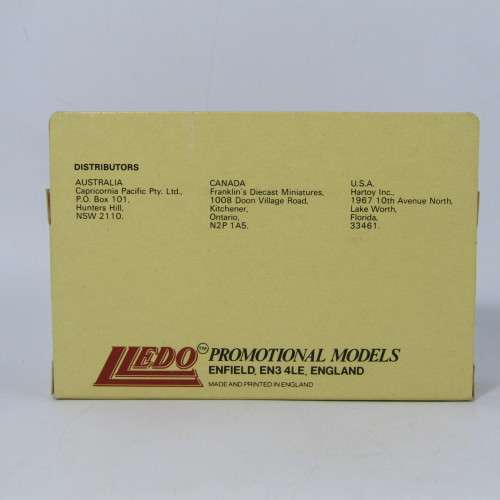 DISTRIBUTORS
AUSTRALIA
Capricornia Pacific Pty. Ltd.,
P.O. Box 101,
Hunters Hill,
NSW 2110.
CANADA
Franklin's Diecast Miniatures,
1008 Doon Village Road,
Kitchener,
Ontario,
N2P 1A5.
U.S.A.
Hartoy Inc.,
1967 10th Avenue North,
Lake Worth,
Florida,
33461.
LLEDO™ PROMOTIONAL MODELS
ENFIELD, EN3 4LE, ENGLAND
MADE AND PRINTED IN ENGLAND